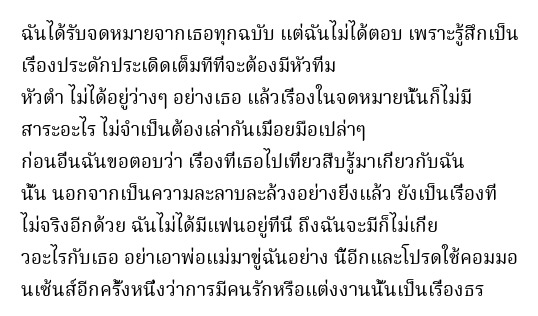 ฉันได้รับจดหมายจากเธอทุกฉบับ แต่ฉันไม่ได้ตอบ เพราะรู้สึกเป็น
เรื่องประดักประเดิดเต็มทีที่จะต้องมีหัวทึม
หัวดำ ไม่ได้อยู่ว่างๆ อย่างเธอ แล้วเรื่องในจดหมายนั้นก็ไม่มี
สาระอะไร ไม่จำเป็นต้องเล่ากันเมื่อยมือเปล่าๆ
ก่อนอื่นฉันขอตอบว่า เรื่องที่เธอไปเที่ยวสืบรู้มาเกี่ยวกับฉัน
นั้น นอกจากเป็นความละลาบละล้วงอย่างยิ่งแล้ว ยังเป็นเรื่องที่
ไม่จริงอีกด้วย ฉันไม่ได้มีแฟนอยู่ที่นี่ ถึงฉันจะมีก็ไม่เกี่ย
วอะไรกับเธอ อย่าเอาพ่อแม่มาขู่ฉันอย่าง นี้อีกและโปรดใช้คอมมอ
นเซ้นส์อีกครั้งหนึ่งว่าการมีคนรักหรือแต่งงานนั้นเป็นเรื่องธร